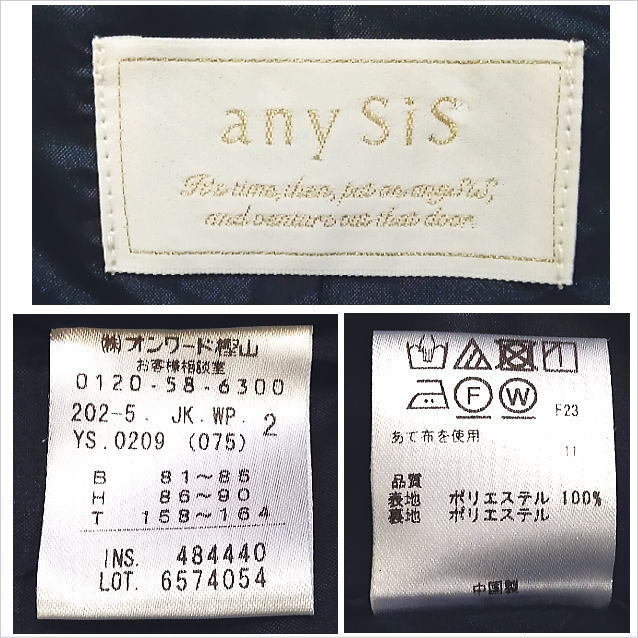 any SiS
It's time, then, put on anySiS,
and venture out that door.
(株)オンワード樫山
お客様相談室
0120-58-6300
202-5. JK.WP. 2
YS.0209 (075)
B 81~85
H 86~90
T 158~164
INS. 484440
LOT. 6574054
F W F23
あて布を使用
11
品質
表地 ポリエステル 100%
裏地 ポリエステル
中国製